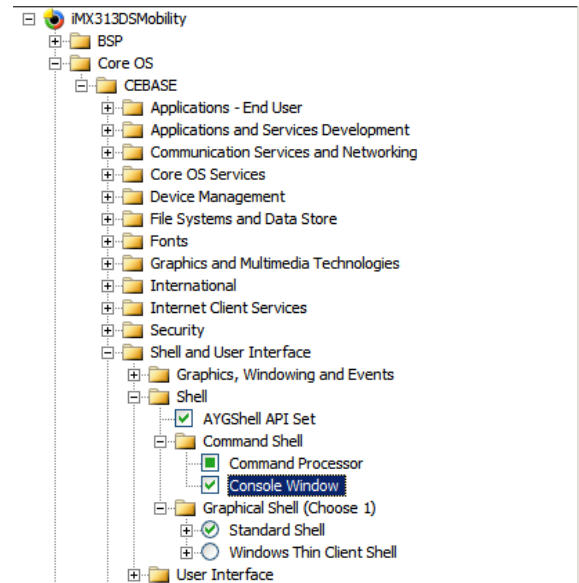 iMX313DSMobility
BSP
Core OS
CEBASE
Applications - End User
Applications and Services Development
Communication Services and Networking
Core OS Services
Device Management
File Systems and Data Store
Fonts
Graphics and Multimedia Technologies
International
Internet Client Services
Security
Shell and User Interface
Graphics, Windowing and Events
Shell
AYGShell API Set
Command Shell
Command Processor
Console Window
Graphical Shell (Choose 1)
Standard Shell
Windows Thin Client Shell
User Interface